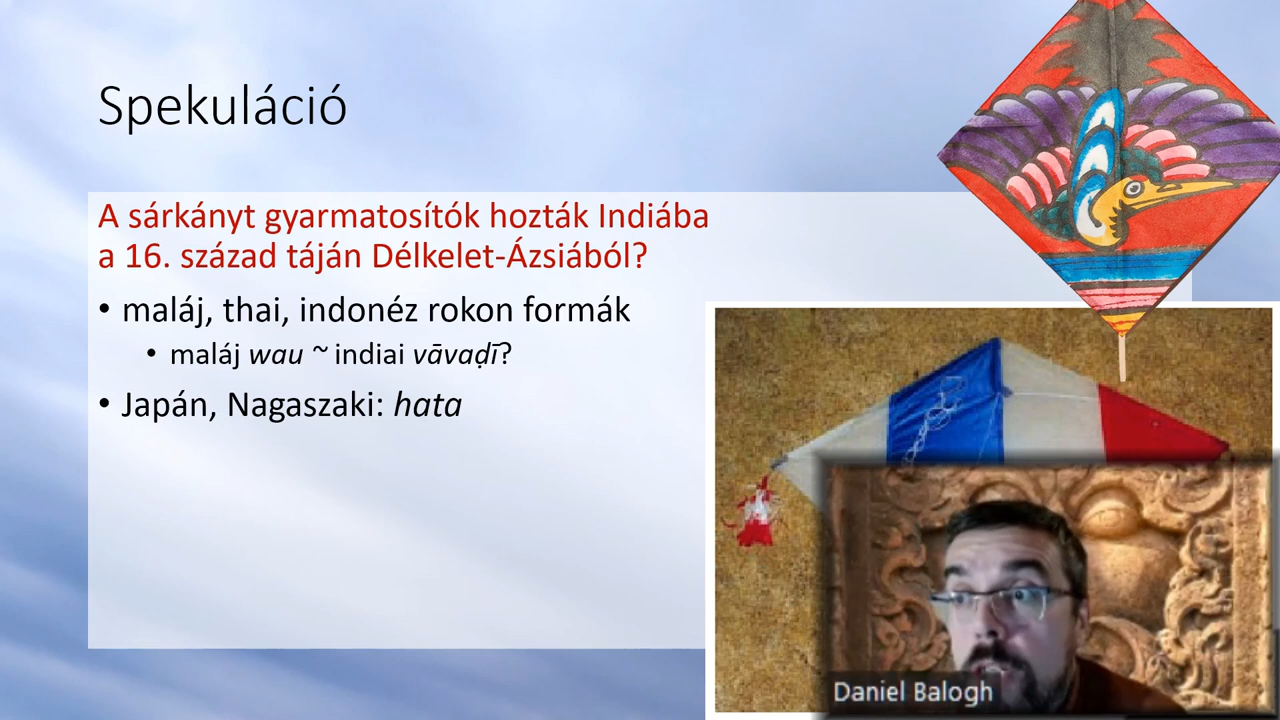 Spekuláció
A sárkányt gyarmatosítók hozták Indiába
a 16. század táján Délkelet-Ázsiából?
• maláj, thai, indonéz rokon formák
• maláj wau ~ indiai vāvaḍī?
• Japán, Nagaszaki: hata
Daniel Balogh